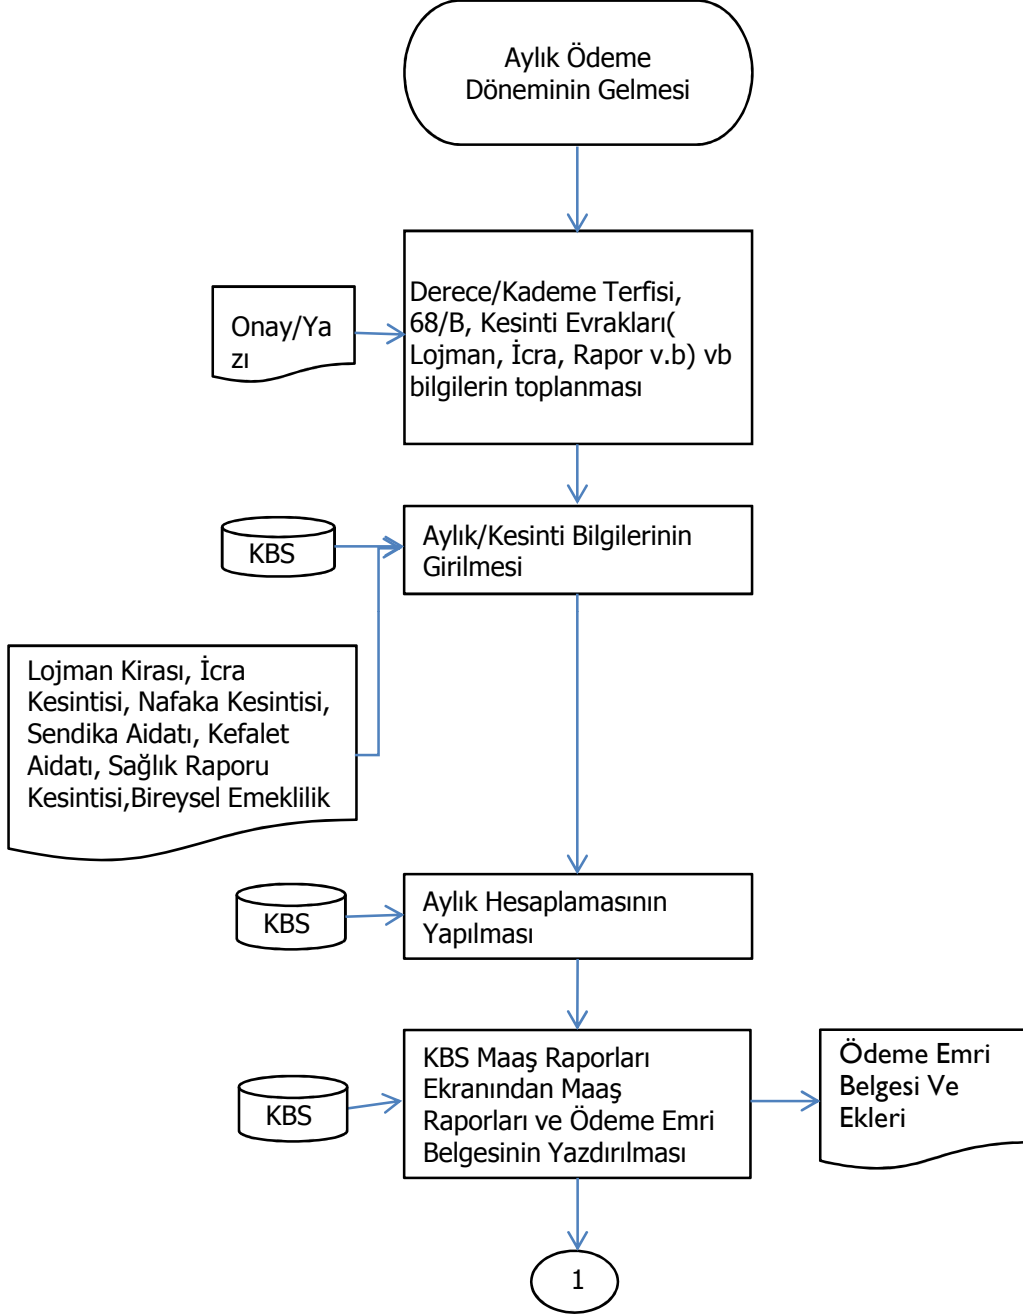 Aylık Ödeme
Döneminin Gelmesi
Onay/Ya
zı
Derece/Kademe Terfisi,
68/B, Kesinti Evrakları(
Lojman, İcra, Rapor v.b) vb
bilgilerin toplanması
KBS
Aylık/Kesinti Bilgilerinin
Girilmesi
Lojman Kirası, İcra
Kesintisi, Nafaka Kesintisi,
Sendika Aidatı, Kefalet
Aidatı, Sağlık Raporu
Kesintisi,Bireysel Emeklilik
KBS
Aylık Hesaplamasının
Yapılması
KBS
KBS Maaş Raporları
Ekranından Maaş
Raporları ve Ödeme Emri
Belgesinin Yazdırılması
Ödeme Emri
Belgesi Ve
Ekleri
1